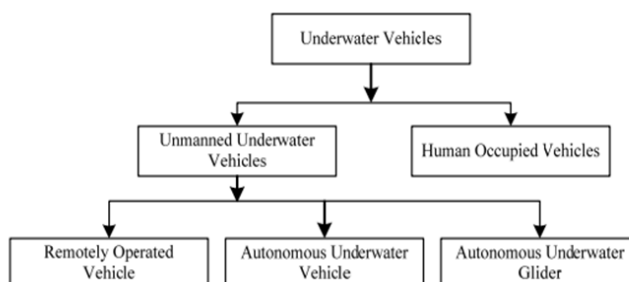 Underwater Vehicles
Unmanned Underwater
Vehicles
Human Occupied Vehicles
Remotely Operated
Vehicle
Autonomous Underwater
Vehicle
Autonomous Underwater
Glider